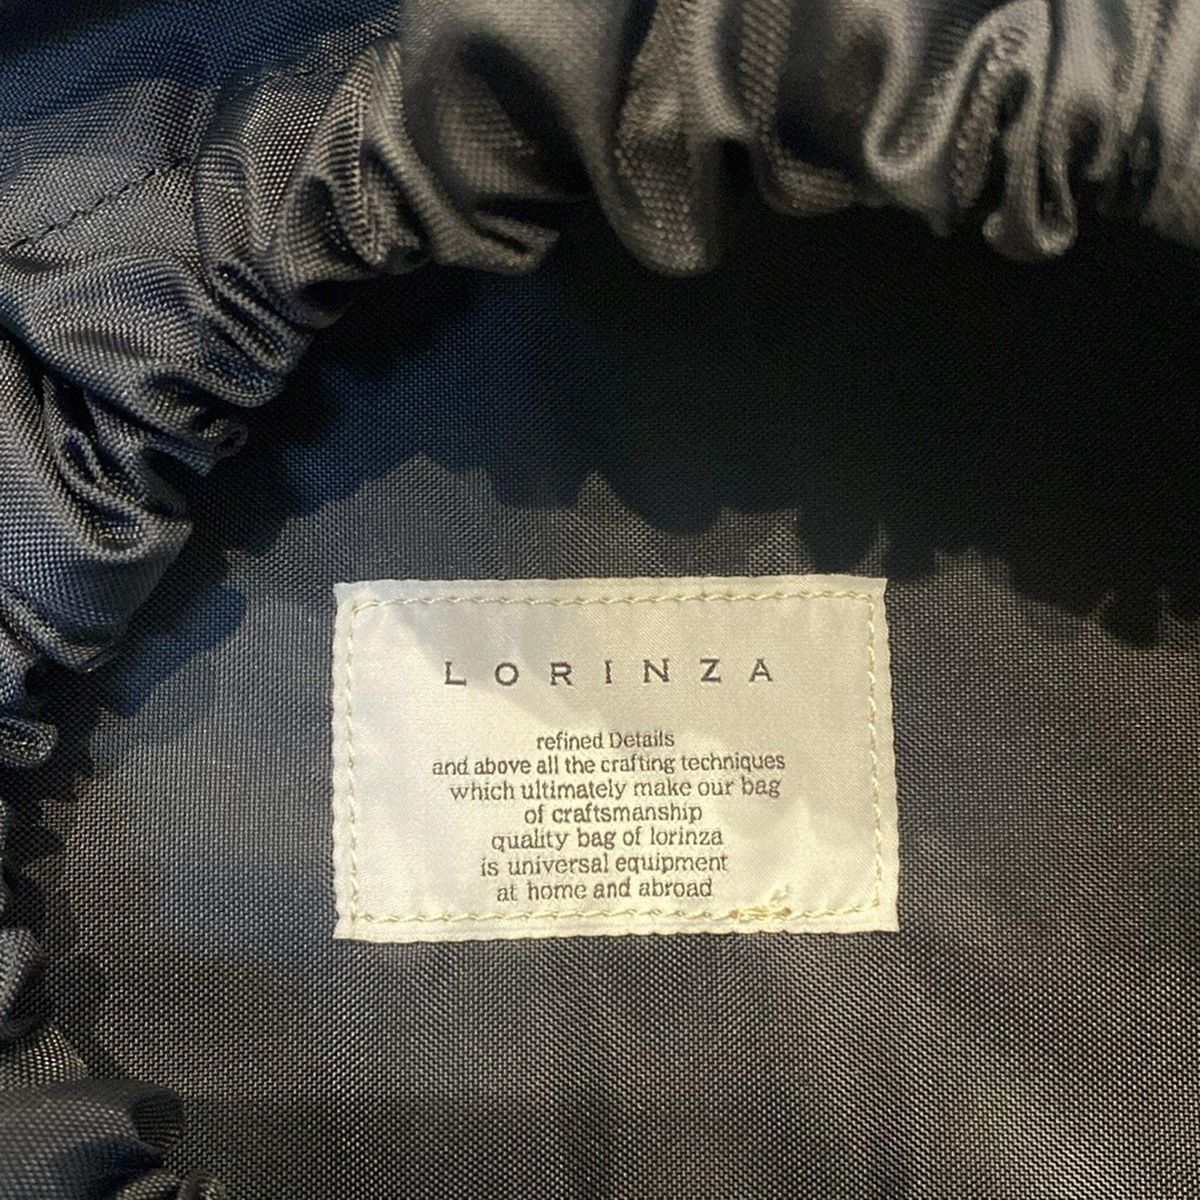 LORINZA
refined Details
and above all the crafting techniques
which ultimately make our bag
of craftsmanship
quality bag of lorinza
is universal equipment
at home and abroad